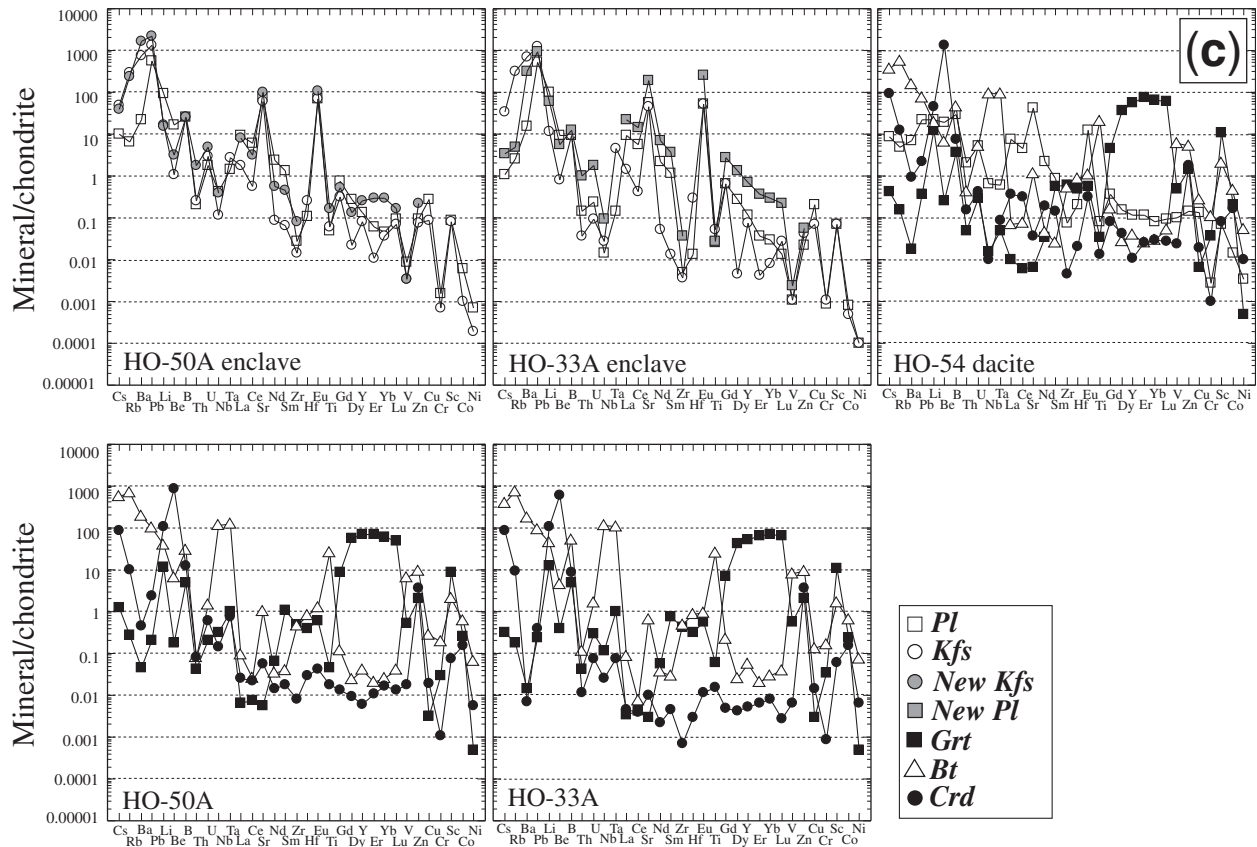 Mineral/chondrite
10000
1000
100
10
1
0.1
0.01
0.001
0.0001
0.00001
HO-50A enclave
Cs Ba Li B U Ta Ce Nd Zr Eu Gd Y Yb V Cu Sc Ni
Rb Pb Be Th Nb La Sr Sm Hf Ti Dy Er Lu Zn Cr Co
HO-33A enclave
Cs Ba Li B U Ta Ce Nd Zr Eu Gd Y Yb V Cu Sc Ni
Rb Pb Be Th Nb La Sr Sm Hf Ti Dy Er Lu Zn Cr Co
(c)
HO-54 dacite
Cs Ba Li B U Ta Ce Nd Zr Eu Gd Y Yb V Cu Sc Ni
Rb Pb Be Th Nb La Sr Sm Hf Ti Dy Er Lu Zn Cr Co
Mineral/chondrite
10000
1000
100
10
1
0.1
0.01
0.001
0.0001
0.00001
HO-50A
Cs Ba Li B U Ta Ce Nd Zr Eu Gd Y Yb V Cu Sc Ni
Rb Pb Be Th Nb La Sr Sm Hf Ti Dy Er Lu Zn Cr Co
HO-33A
Cs Ba Li B U Ta Ce Nd Zr Eu Gd Y Yb V Cu Sc Ni
Rb Pb Be Th Nb La Sr Sm Hf Ti Dy Er Lu Zn Cr Co
Pl
Kfs
New Kfs
New Pl
Grt
Bt
Crd